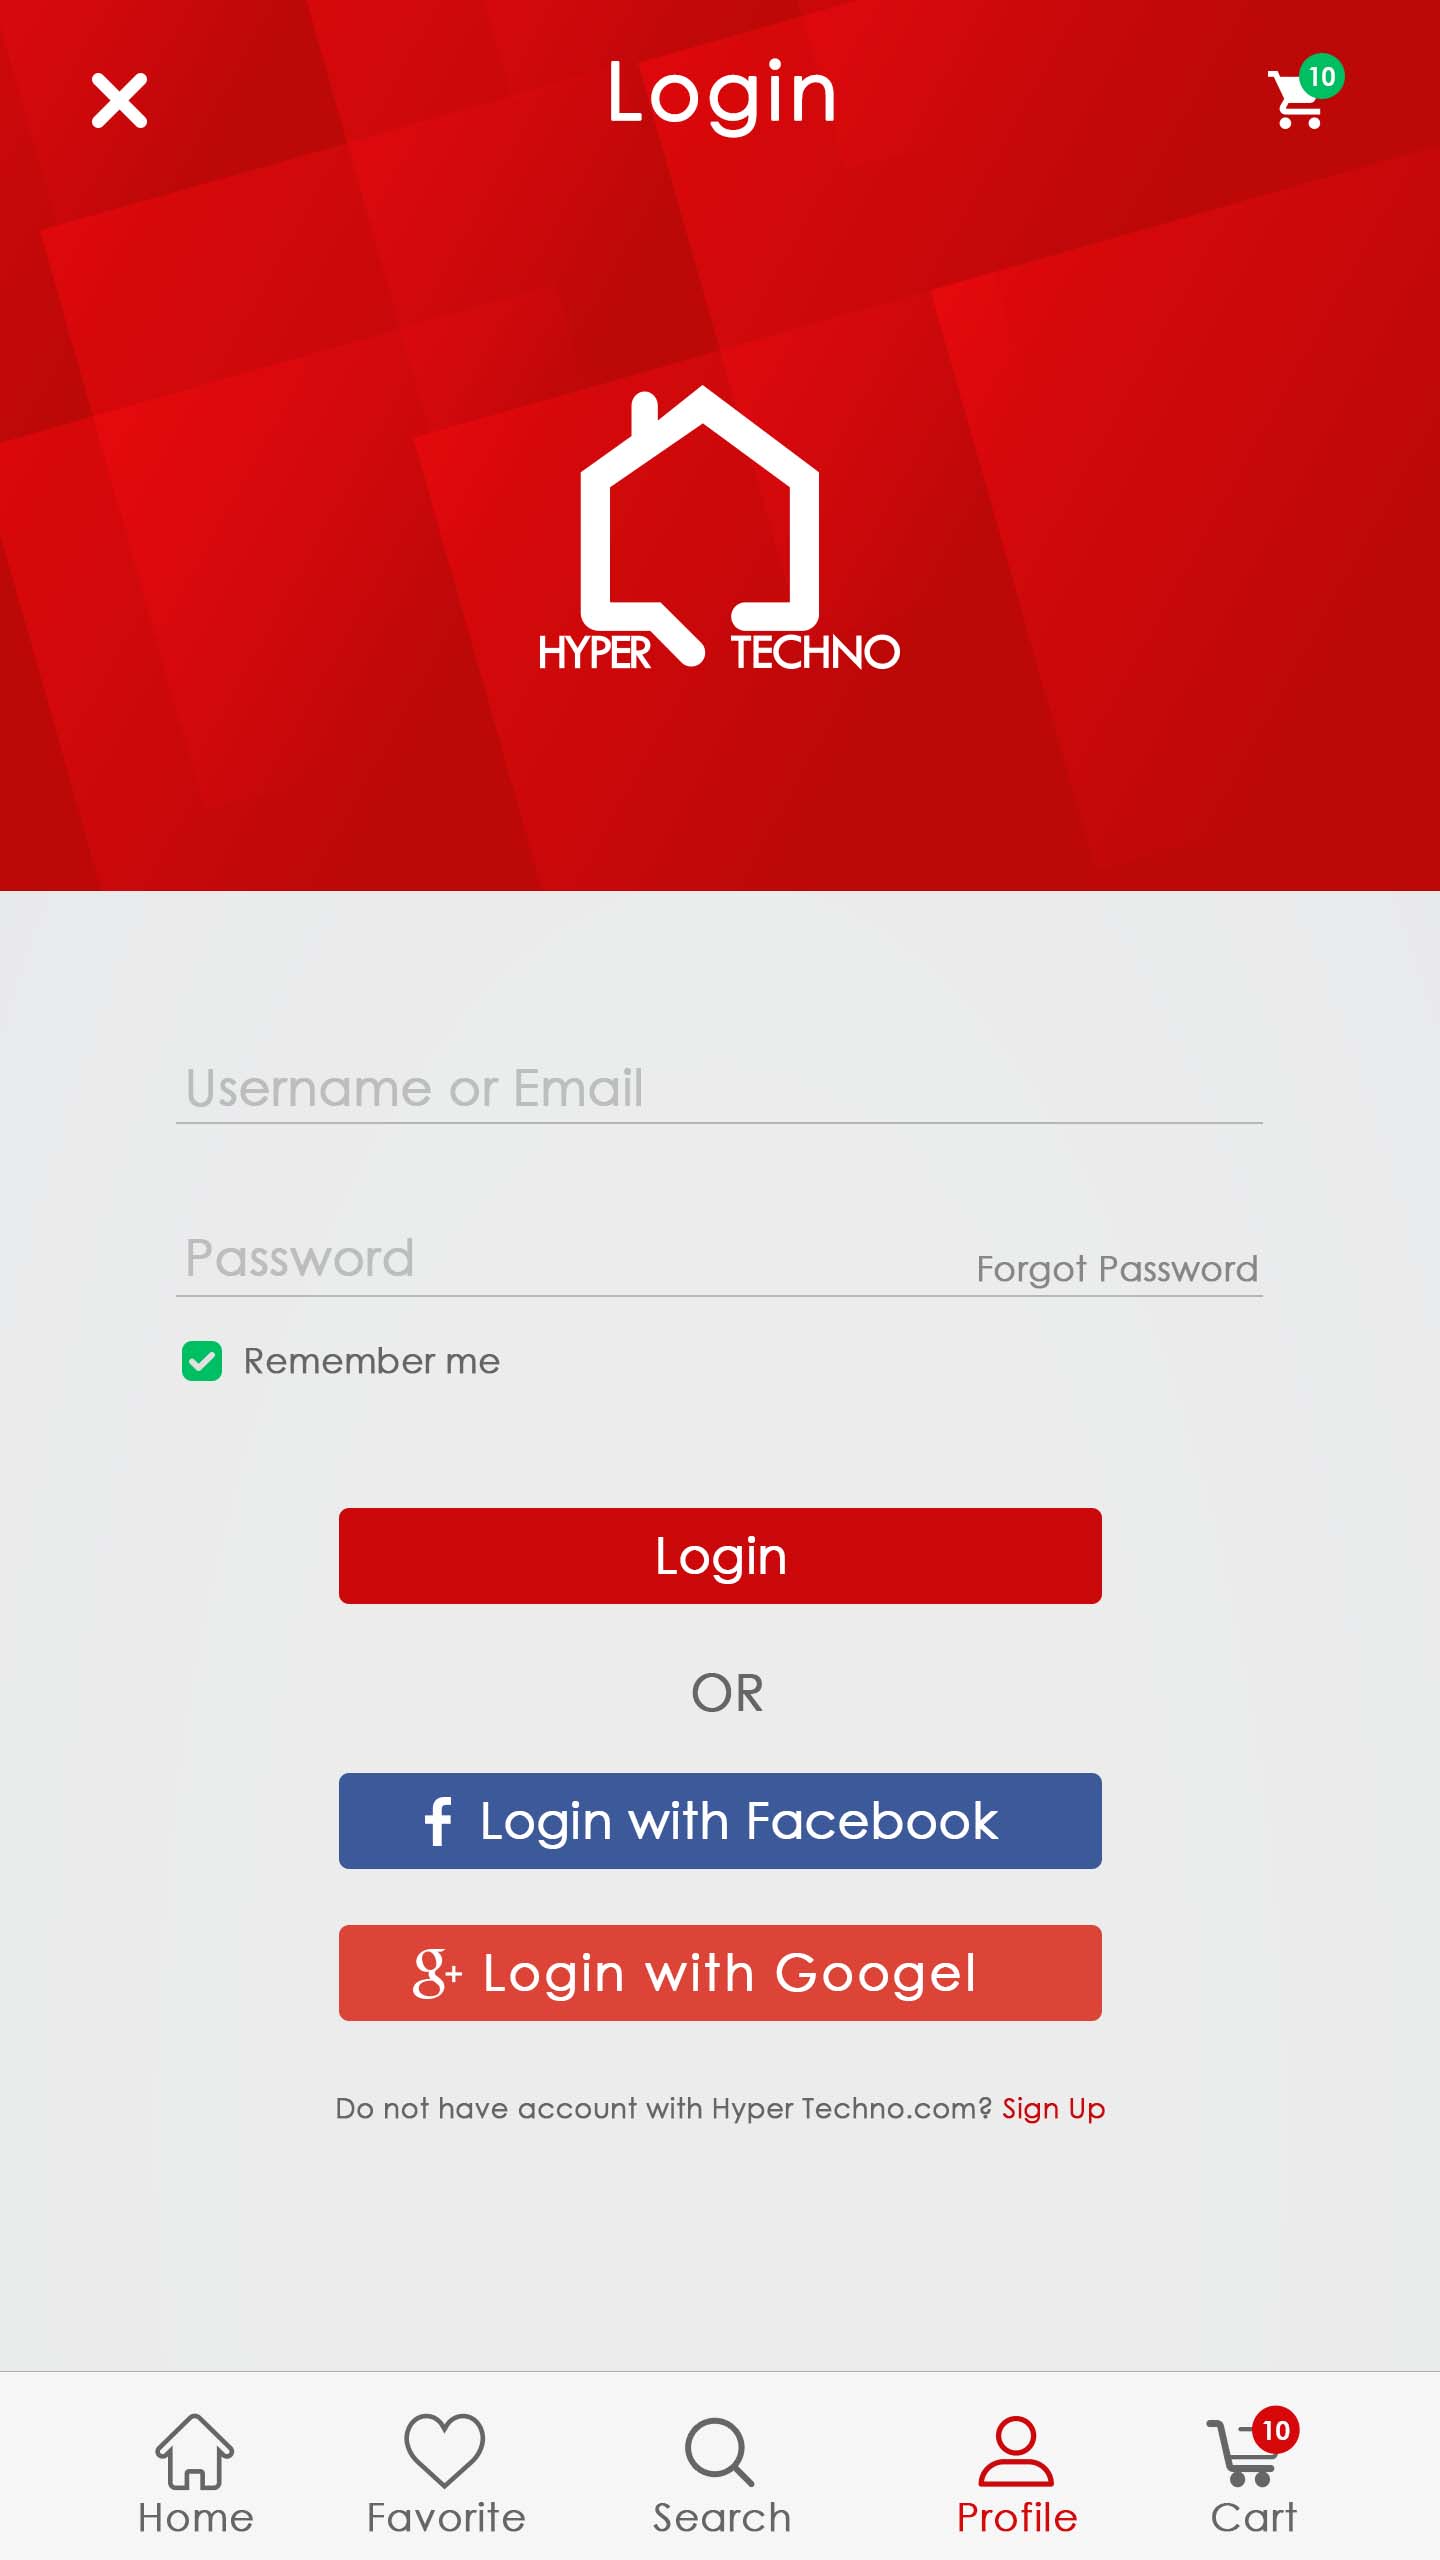 Login
10
HYPER TECHNO
Username or Email
Password
Forgot Password
Remember me
Login
OR
f Login with Facebook
g+ Login with Googel
Do not have account with Hyper Techno.com? Sign Up
10
Home Favorite Search Profile Cart